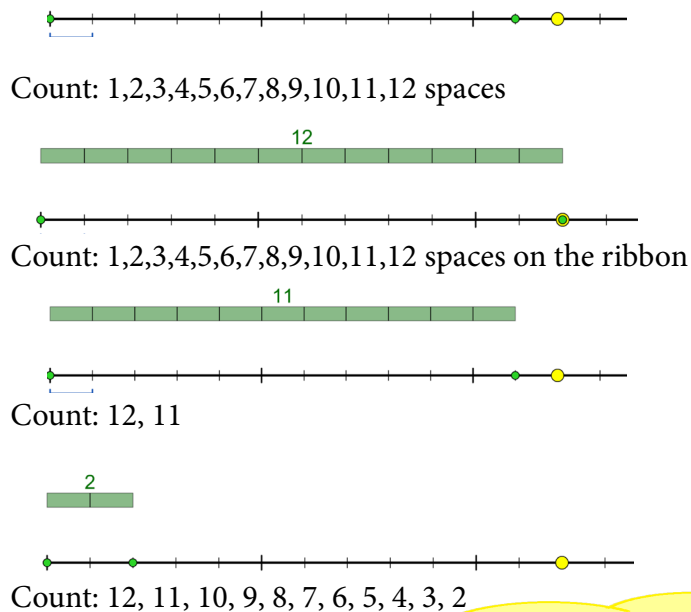 Count: 1,2,3,4,5,6,7,8,9,10,11,12 spaces
12
Count: 1,2,3,4,5,6,7,8,9,10,11,12 spaces on the ribbon
11
Count: 12, 11
2
Count: 12, 11, 10, 9, 8, 7, 6, 5, 4, 3, 2